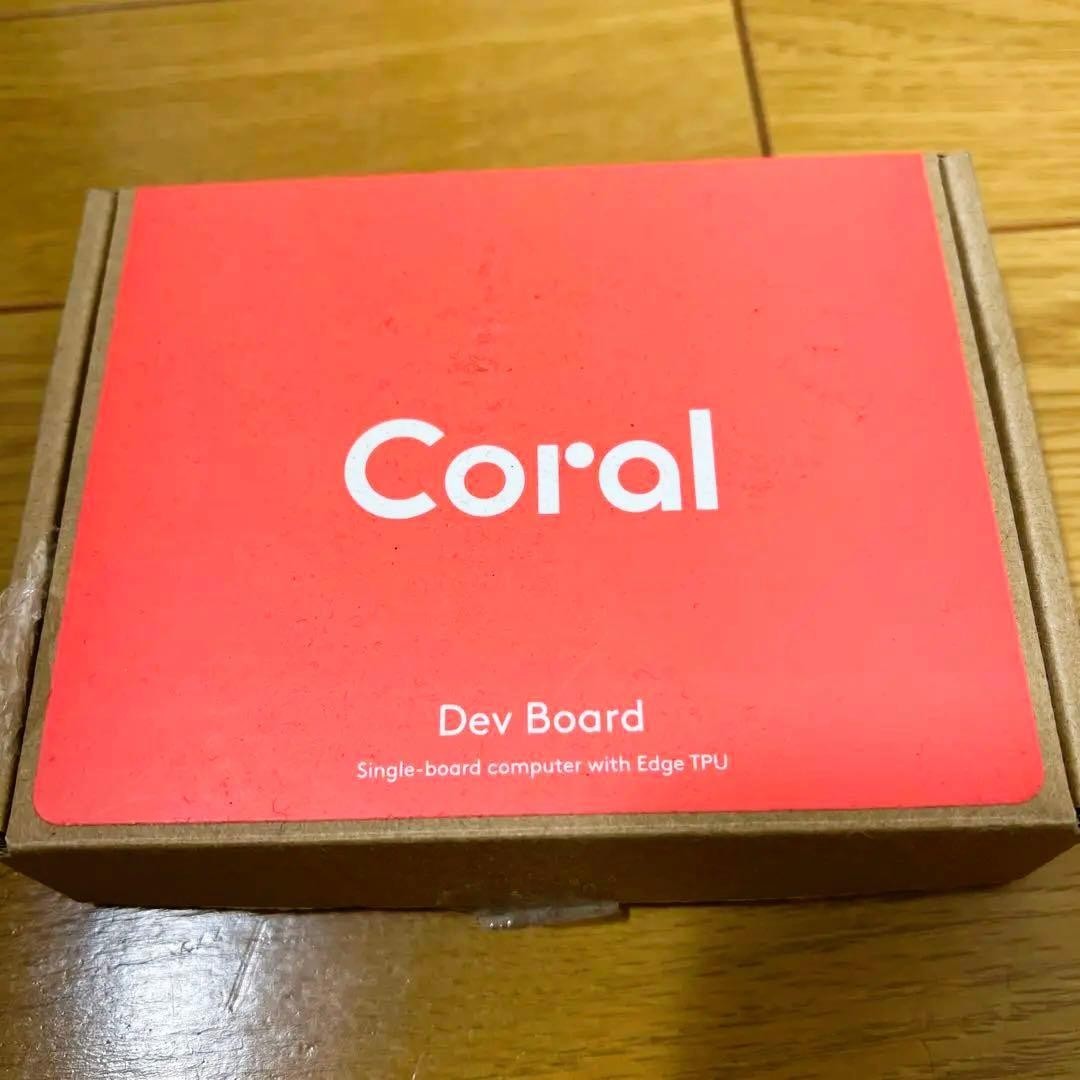 Coral
Dev Board
Single-board computer with Edge TPU